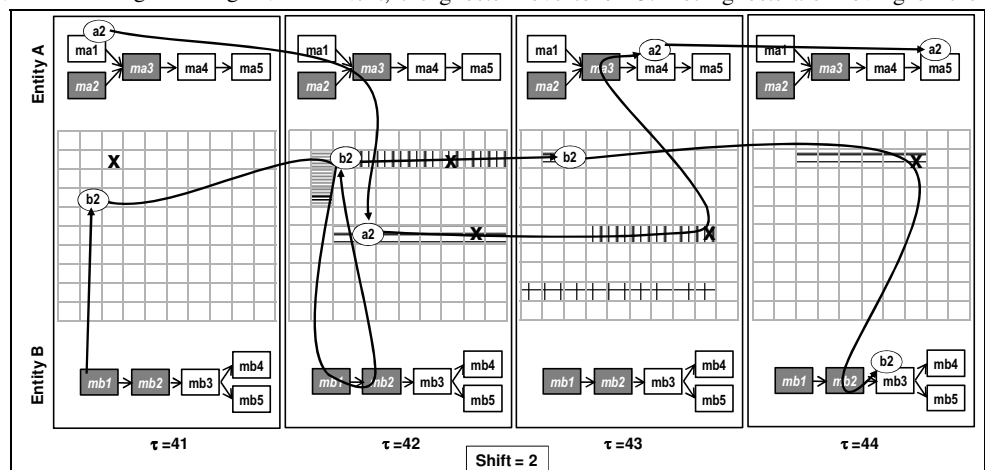 Entity A
a2
ma1
ma2
ma3
ma4
ma5
ma1
ma2
ma3
ma4
ma5
a2
ma1
ma2
ma3
ma4
ma5
a2
ma1
ma2
ma3
ma4
ma5
X
b2
b2
X
a2
X
b2
X
X
Entity B
mb1
mb2
mb3
mb4
mb5
mb1
mb2
mb3
mb4
mb5
mb1
mb2
mb3
mb4
mb5
b2
mb1
mb2
mb3
mb4
mb5
τ =41
τ =42
τ =43
τ =44
Shift = 2